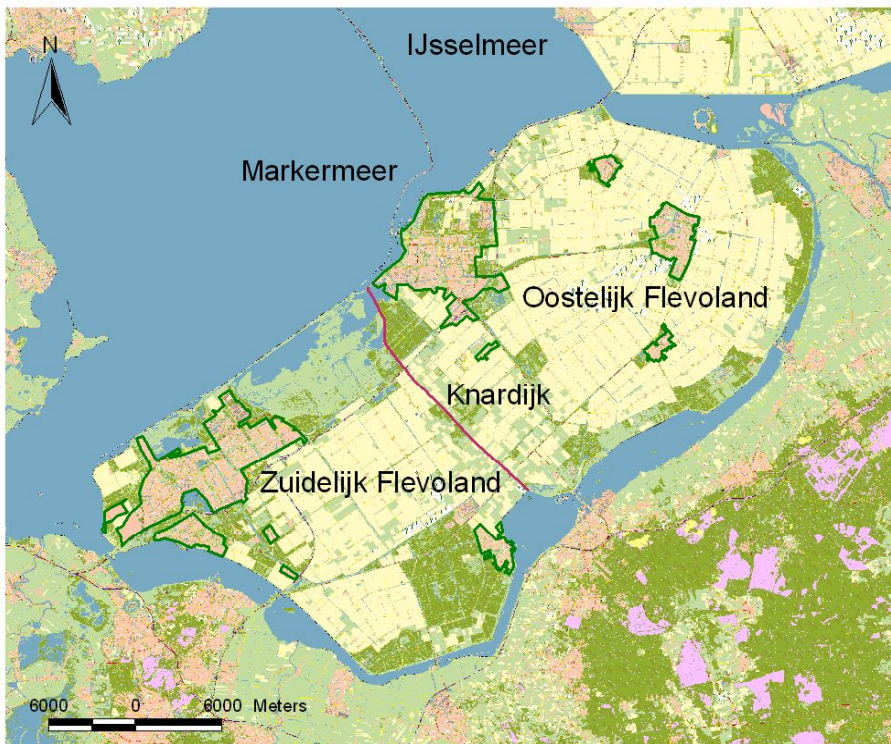 IJsselmeer
N
Markermeer
Oostelijk Flevoland
Knardijk
Zuidelijk Flevoland
6000 0 6000 Meters